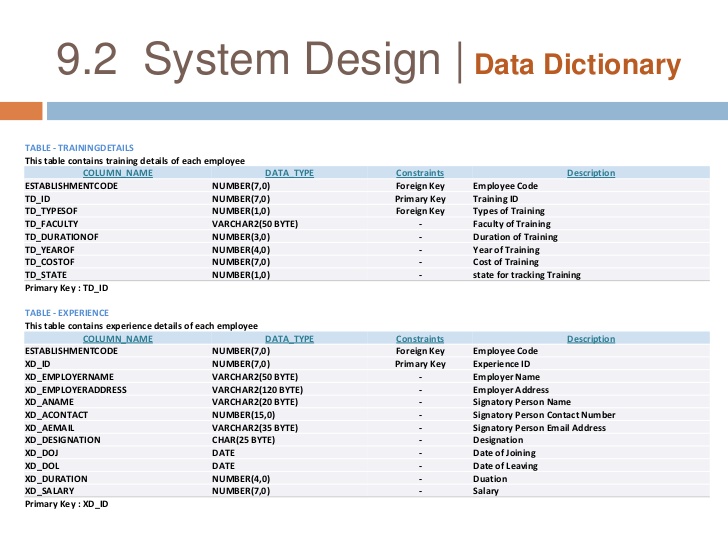 9.2 System Design | Data Dictionary
TABLE - TRAININGDETAILS
This table contains training details of each employee
COLUMN_NAME DATA_TYPE Constraints Description
ESTABLISHMENTCODE NUMBER(7,0) Foreign Key Employee Code
TD_ID NUMBER(7,0) Primary Key Training ID
TD_TYPESOF NUMBER(1,0) Foreign Key Types of Training
TD_FACULTY VARCHAR2(50 BYTE) - Faculty of Training
TD_DURATIONOF NUMBER(3,0) - Duration of Training
TD_YEAROF NUMBER(4,0) - Year of Training
TD_COSTOF NUMBER(7,0) - Cost of Training
TD_STATE NUMBER(1,0) - state for tracking Training
Primary Key : TD_ID
TABLE - EXPERIENCE
This table contains experience details of each employee
COLUMN_NAME DATA_TYPE Constraints Description
ESTABLISHMENTCODE NUMBER(7,0) Foreign Key Employee Code
XD_ID NUMBER(7,0) Primary Key Experience ID
XD_EMPLOYERNAME VARCHAR2(50 BYTE) - Employer Name
XD_EMPLOYERADDRESS VARCHAR2(120 BYTE) - Employer Address
XD_ANAME VARCHAR2(20 BYTE) - Signatory Person Name
XD_ACONTACT NUMBER(15,0) - Signatory Person Contact Number
XD_AEMAIL VARCHAR2(35 BYTE) - Signatory Person Email Address
XD_DESIGNATION CHAR(25 BYTE) - Designation
XD_DOJ DATE - Date of Joining
XD_DOL DATE - Date of Leaving
XD_DURATION NUMBER(4,0) - Duation
XD_SALARY NUMBER(7,0) - Salary
Primary Key : XD_ID